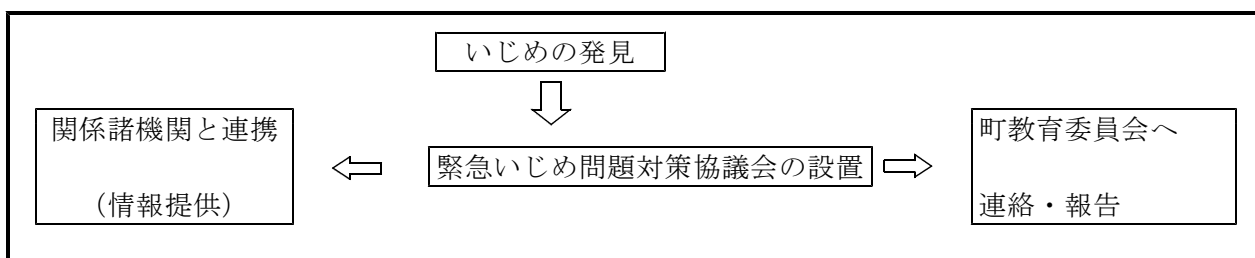 いじめの発見
関係諸機関と連携
(情報提供)
緊急いじめ問題対策協議会の設置
町教育委員会へ
連絡・報告